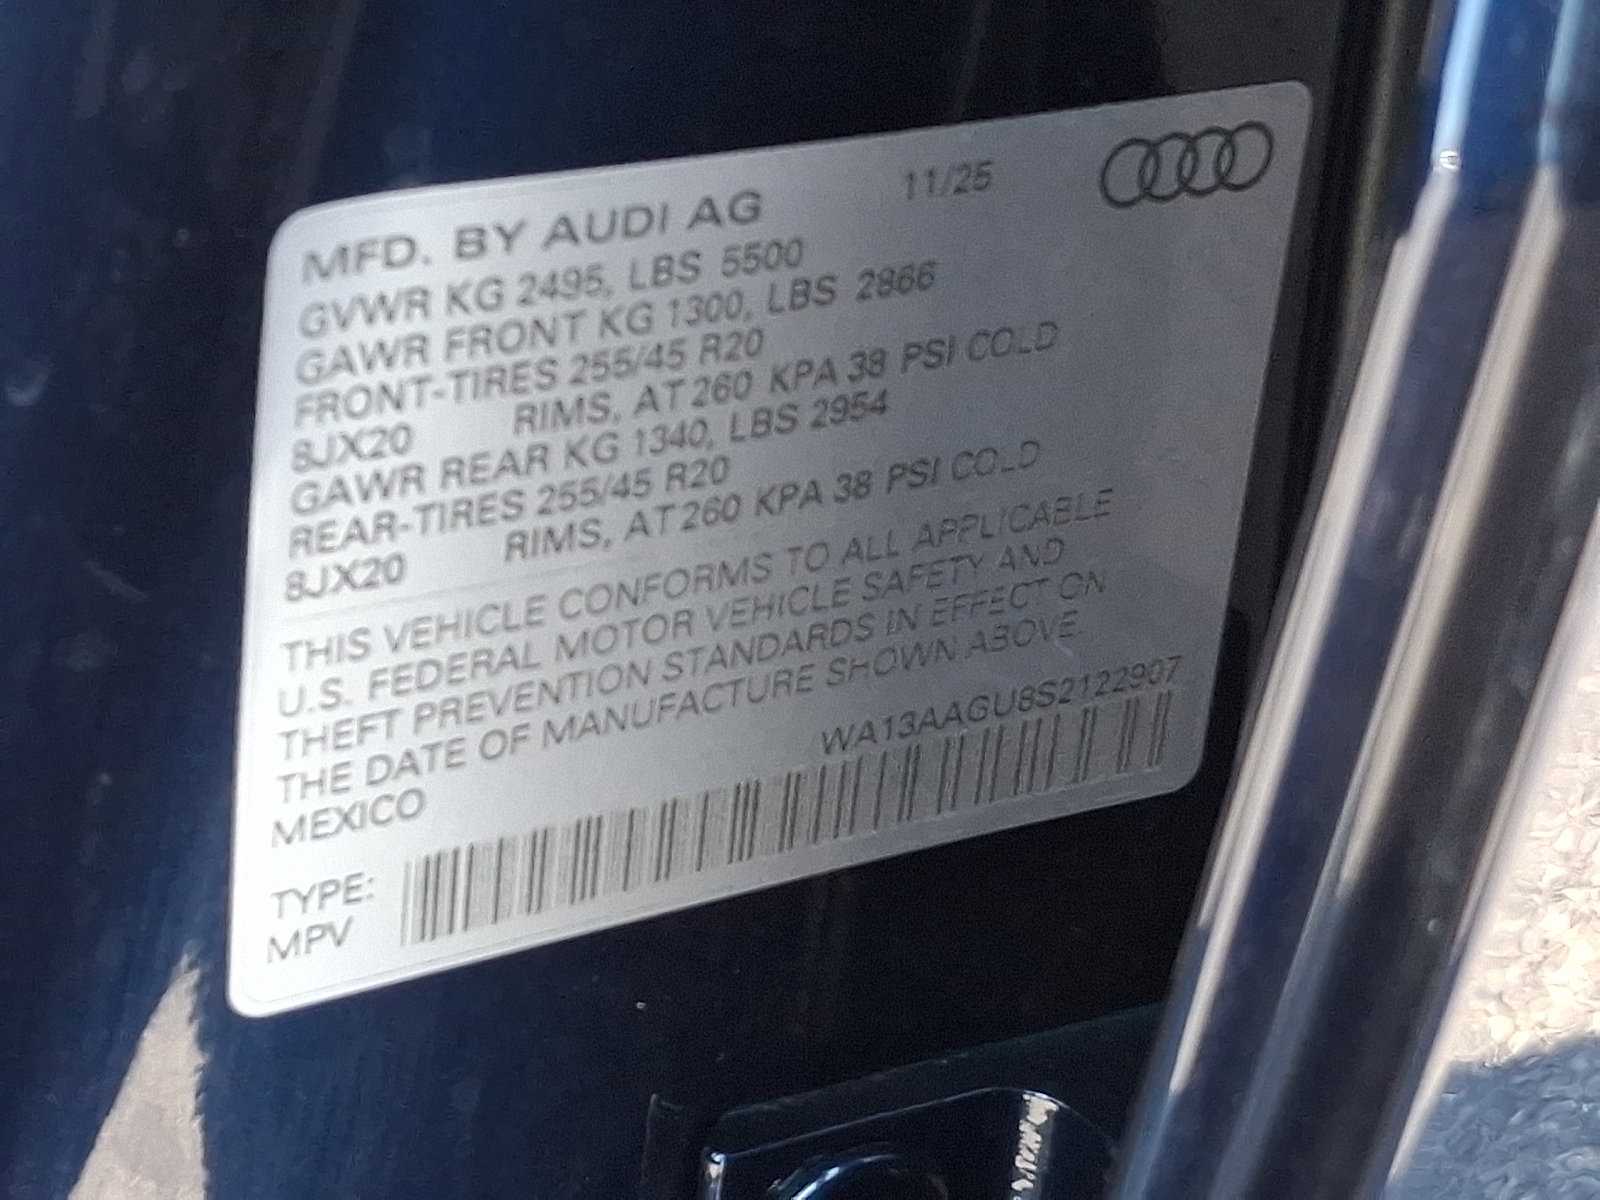 MFD. BY AUDI AG 11/25
GVWR KG 2495, LBS 5500
GAWR FRONT KG 1300, LBS 2866
FRONT-TIRES 255/45 R20
8JX20 RIMS, AT 260 KPA 38 PSI COLD
GAWR REAR KG 1340, LBS 2954
REAR-TIRES 255/45 R20
8JX20 RIMS, AT 260 KPA 38 PSI COLD
THIS VEHICLE CONFORMS TO ALL APPLICABLE
U.S. FEDERAL MOTOR VEHICLE SAFETY AND
THEFT PREVENTION STANDARDS IN EFFECT ON
THE DATE OF MANUFACTURE SHOWN ABOVE.
MEXICO
WA13AAGU8S2122907
TYPE:
MPV